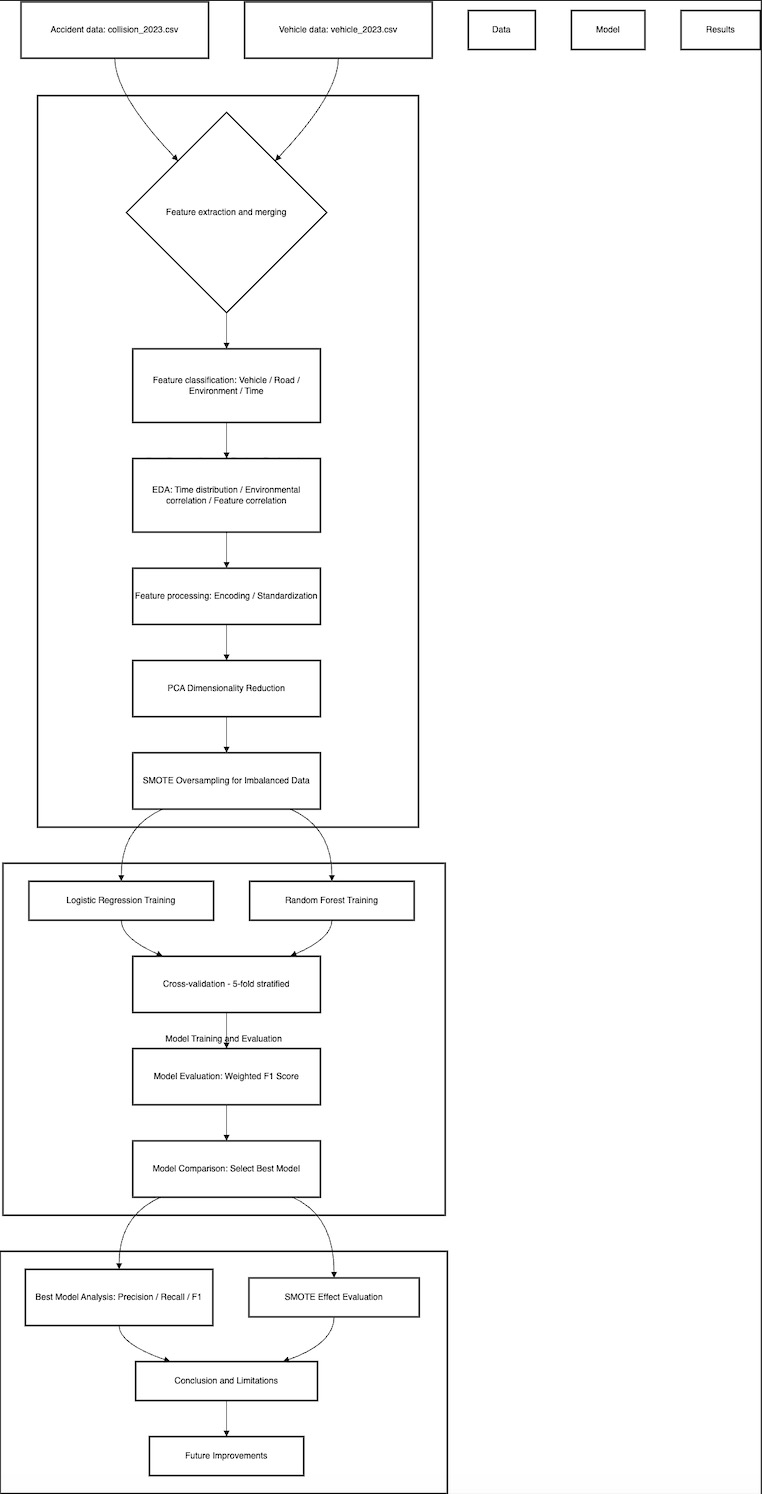 Accident data: collision_2023.csv
Vehicle data: vehicle_2023.csv
Data
Model
Results
Feature extraction and merging
Feature classification: Vehicle / Road /
Environment / Time
EDA: Time distribution / Environmental
correlation / Feature correlation
Feature processing: Encoding / Standardization
PCA Dimensionality Reduction
SMOTE Oversampling for Imbalanced Data
Logistic Regression Training
Random Forest Training
Cross-validation - 5-fold stratified
Model Training and Evaluation
Model Evaluation: Weighted F1 Score
Model Comparison: Select Best Model
Best Model Analysis: Precision / Recall / F1
SMOTE Effect Evaluation
Conclusion and Limitations
Future Improvements